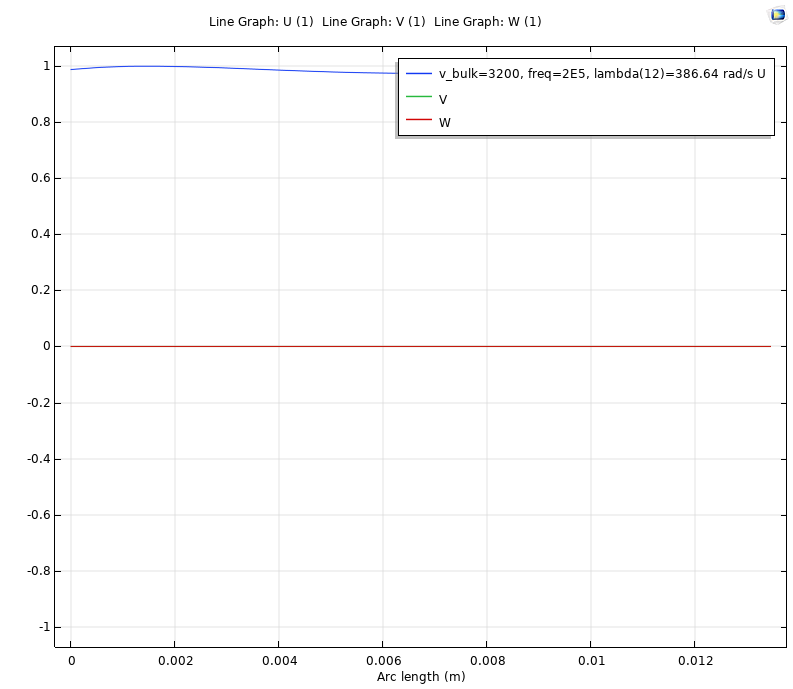 Line Graph: U (1) Line Graph: V (1) Line Graph: W (1)
1
0.8
0.6
0.4
0.2
0
-0.2
-0.4
-0.6
-0.8
-1
v_bulk=3200, freq=2E5, lambda(12)=386.64 rad/s U
V
W
0 0.002 0.004 0.006 0.008 0.01 0.012
Arc length (m)